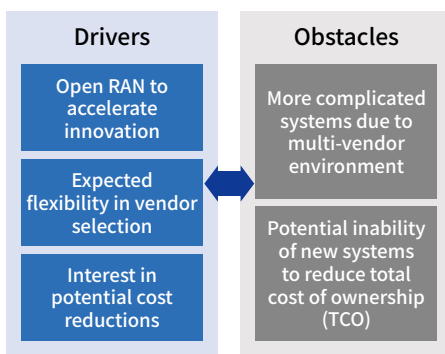 Drivers
Open RAN to
accelerate
innovation
Expected
flexibility in vendor
selection
Interest in
potential cost
reductions
Obstacles
More complicated
systems due to
multi-vendor
environment
Potential inability
of new systems
to reduce total
cost of ownership
(TCO)